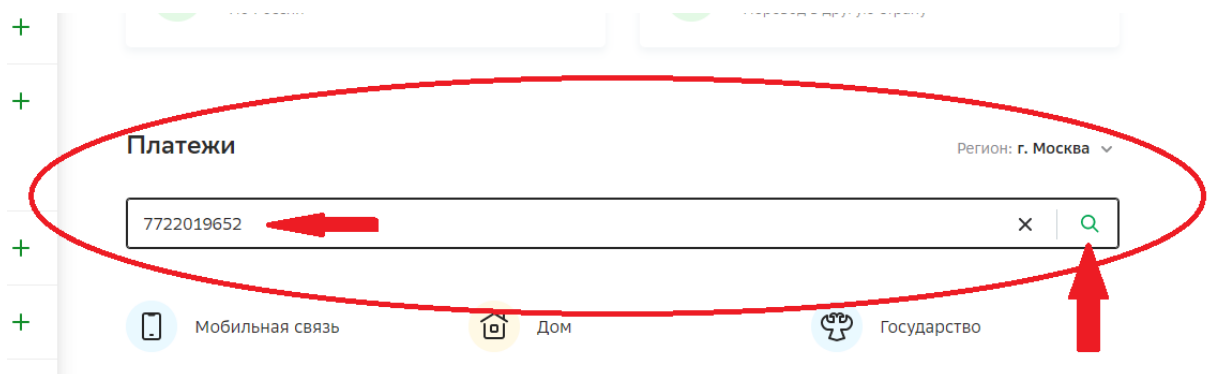 Платежи
Регион: г. Москва
7722019652
Мобильная связь
Дом
Государство